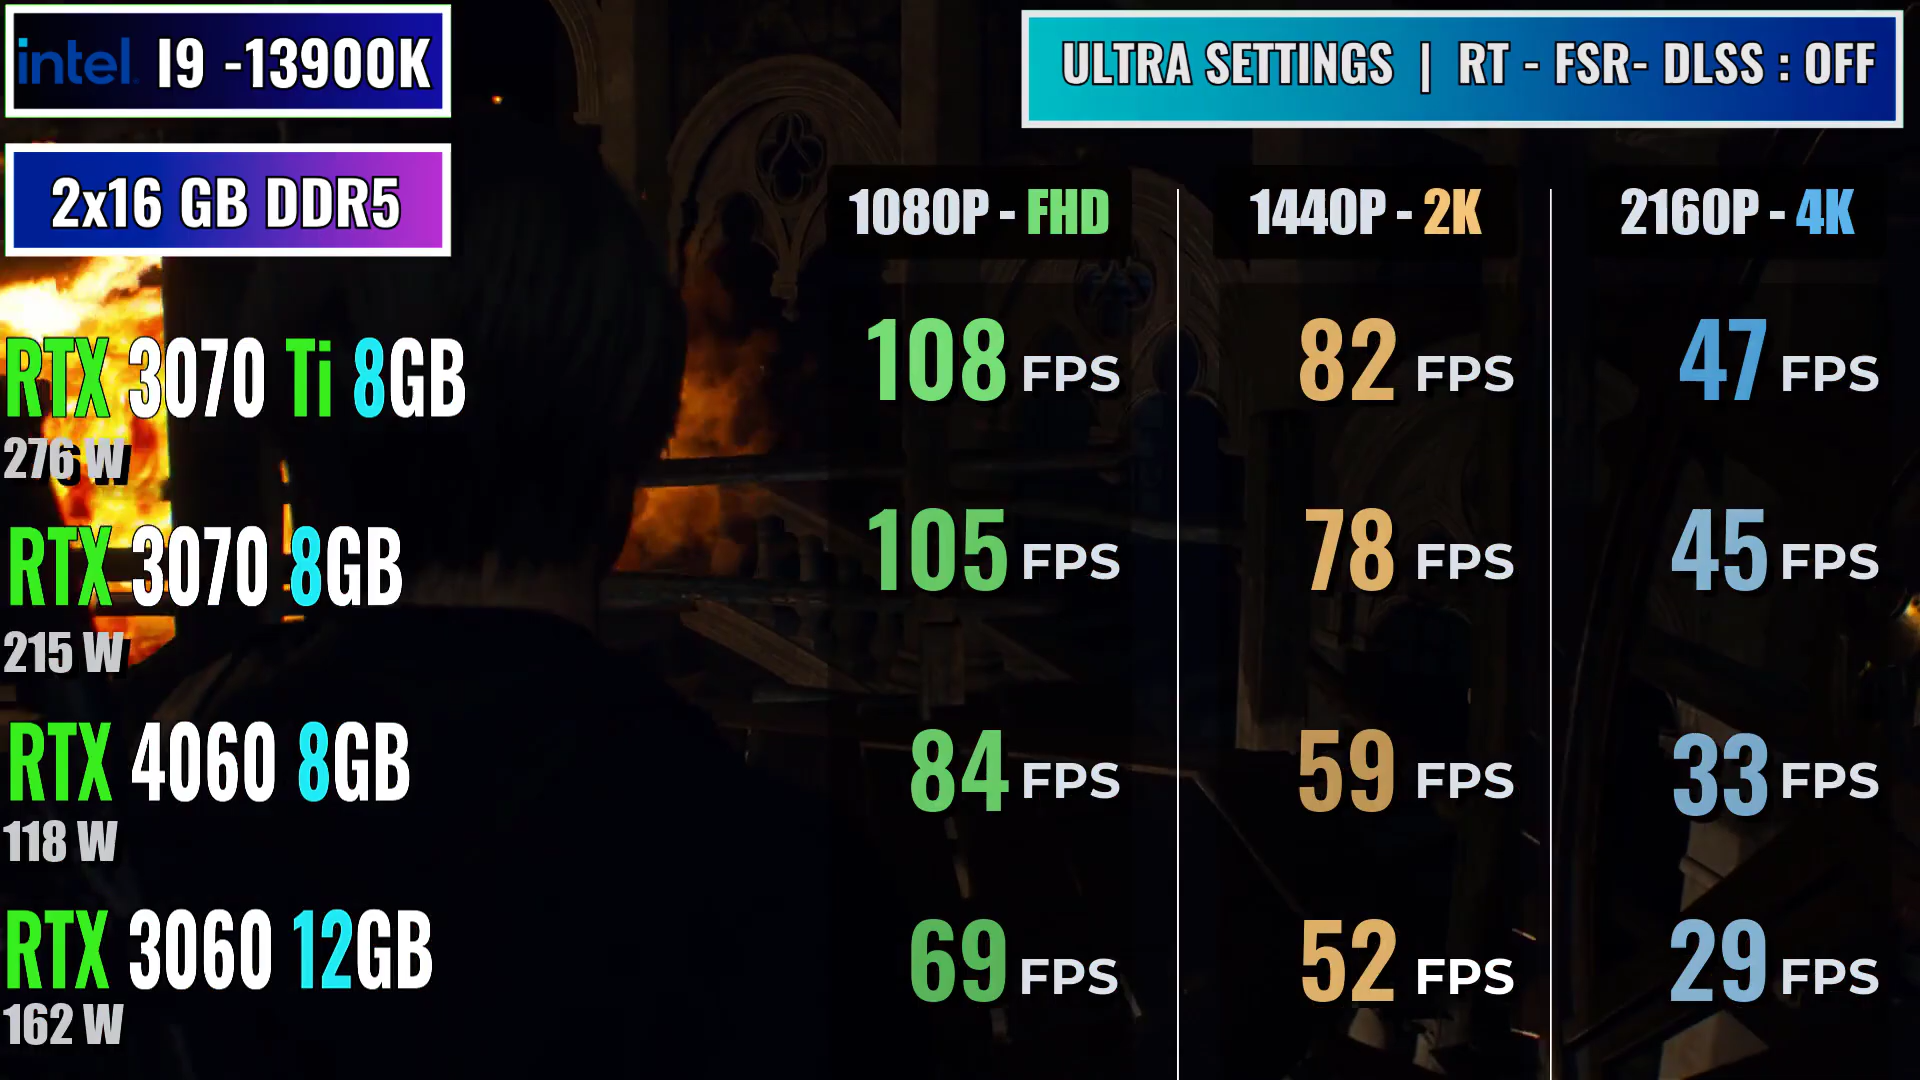 intel. I9 -13900K
ULTRA SETTINGS | RT - FSR- DLSS : OFF
2x16 GB DDR5
1080P - FHD 1440P - 2K 2160P - 4K
RTX 3070 Ti 8GB 108 FPS 82 FPS 47 FPS
276 W
RTX 3070 8GB 105 FPS 78 FPS 45 FPS
215 W
RTX 4060 8GB 84 FPS 59 FPS 33 FPS
118 W
RTX 3060 12GB 69 FPS 52 FPS 29 FPS
162 W